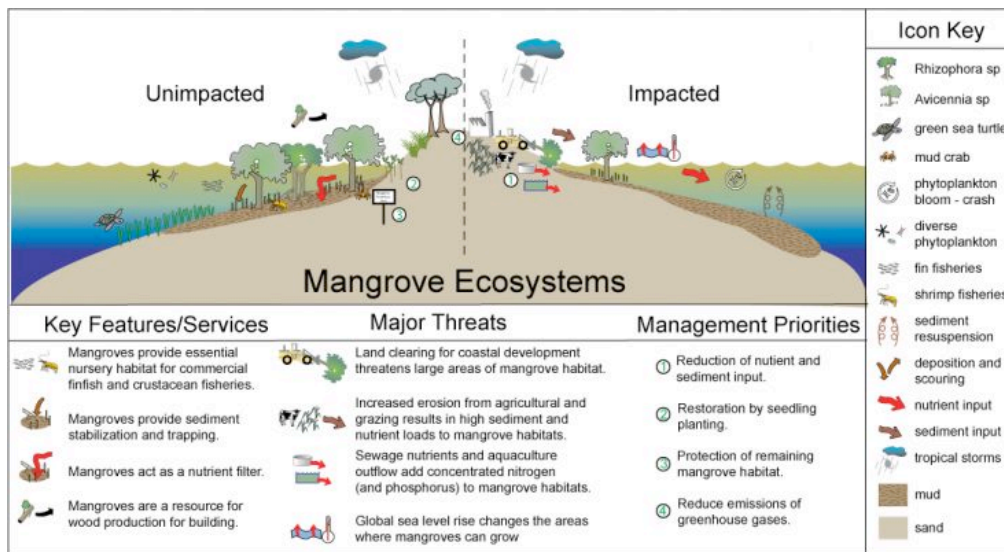 Unimpacted
Impacted
4
2
3
1
Mangrove Ecosystems
Key Features/Services
Mangroves provide essential
nursery habitat for commercial
finfish and crustacean fisheries.
Mangroves provide sediment
stabilization and trapping.
Mangroves act as a nutrient filter.
Mangroves are a resource for
wood production for building.
Major Threats
Land clearing for coastal development
threatens large areas of mangrove habitat.
Increased erosion from agricultural and
grazing results in high sediment and
nutrient loads to mangrove habitats.
Sewage nutrients and aquaculture
outflow add concentrated nitrogen
(and phosphorus) to mangrove habitats.
Global sea level rise changes the areas
where mangroves can grow
Management Priorities
1 Reduction of nutient and
sediment input.
2 Restoration by seedling
planting.
3 Protection of remaining
mangrove habitat.
4 Reduce emissions of
greenhouse gases.
Icon Key
Rhizophora sp
Avicennia sp
green sea turtle
mud crab
phytoplankton
bloom - crash
diverse
phytoplankton
fin fisheries
shrimp fisheries
sediment
resuspension
deposition and
scouring
nutrient input
sediment input
tropical storms
mud
sand